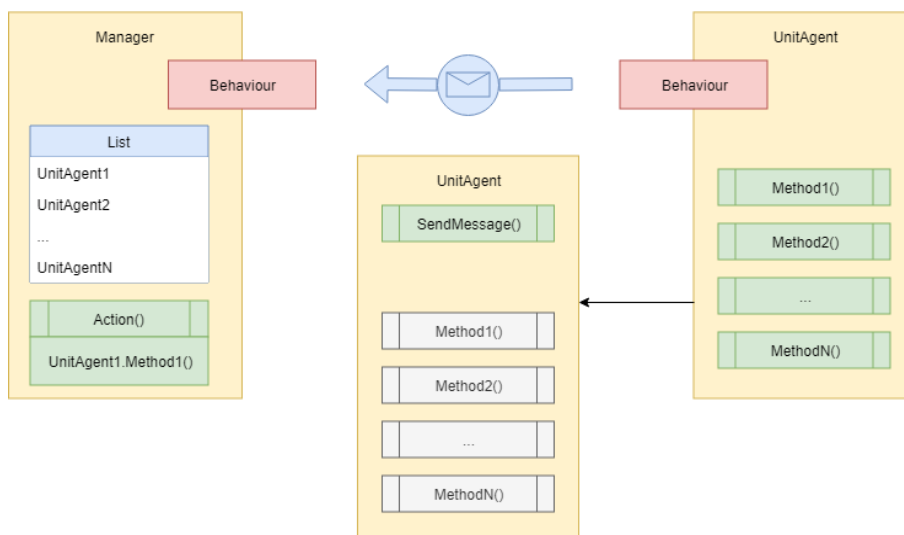 Manager
Behaviour
List
UnitAgent1
UnitAgent2
...
UnitAgentN
Action()
UnitAgent1.Method1()
UnitAgent
SendMessage()
Method1()
Method2()
...
MethodN()
UnitAgent
Behaviour
Method1()
Method2()
...
MethodN()